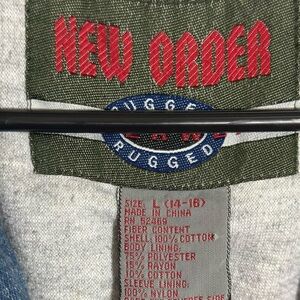 NEW ORDER
RUGGED
RUGGED
SIZE: L (14-16)
MADE IN CHINA
RN 52469
FIBER CONTENT
SHELL: 100% COTTON
BODY LINING:
75% POLYESTER
15% RAYON
10% COTTON
SLEEVE LINING:
100% NYLON